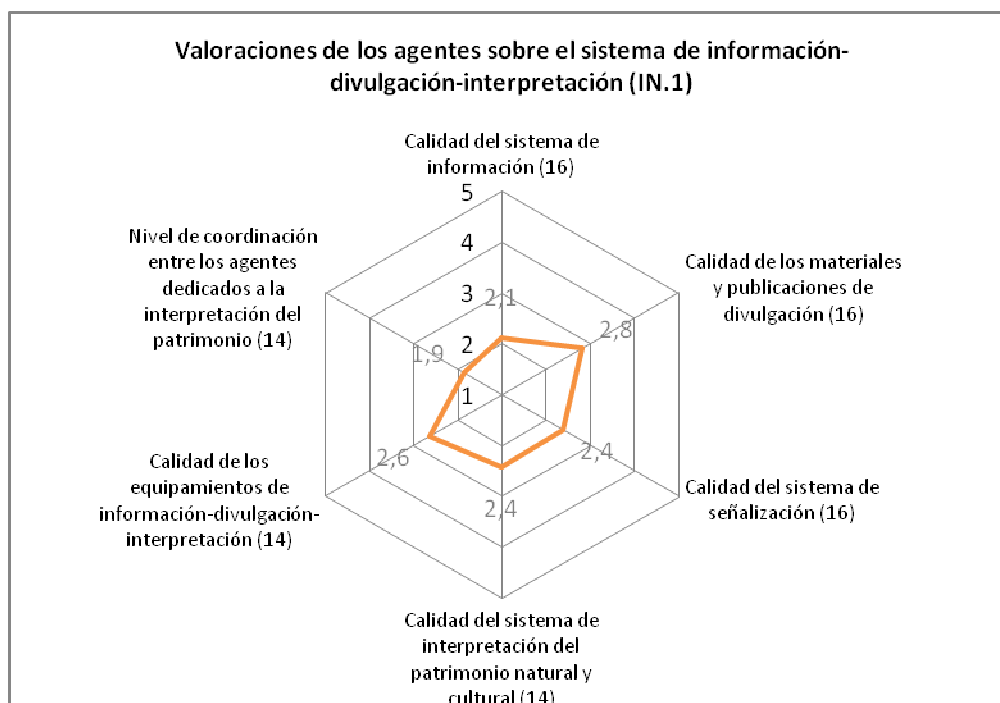 Valoraciones de los agentes sobre el sistema de información-
divulgación-interpretación (IN.1)
Calidad del sistema de
información (16)
5
4
3
2
1
2,1
2,8
2,4
2,4
2,6
1,9
Calidad de los materiales
y publicaciones de
divulgación (16)
Calidad del sistema de
señalización (16)
Calidad del sistema de
interpretación del
patrimonio natural y
cultural (14)
Calidad de los
equipamientos de
información-divulgación-
interpretación (14)
Nivel de coordinación
entre los agentes
dedicados a la
interpretación del
patrimonio (14)